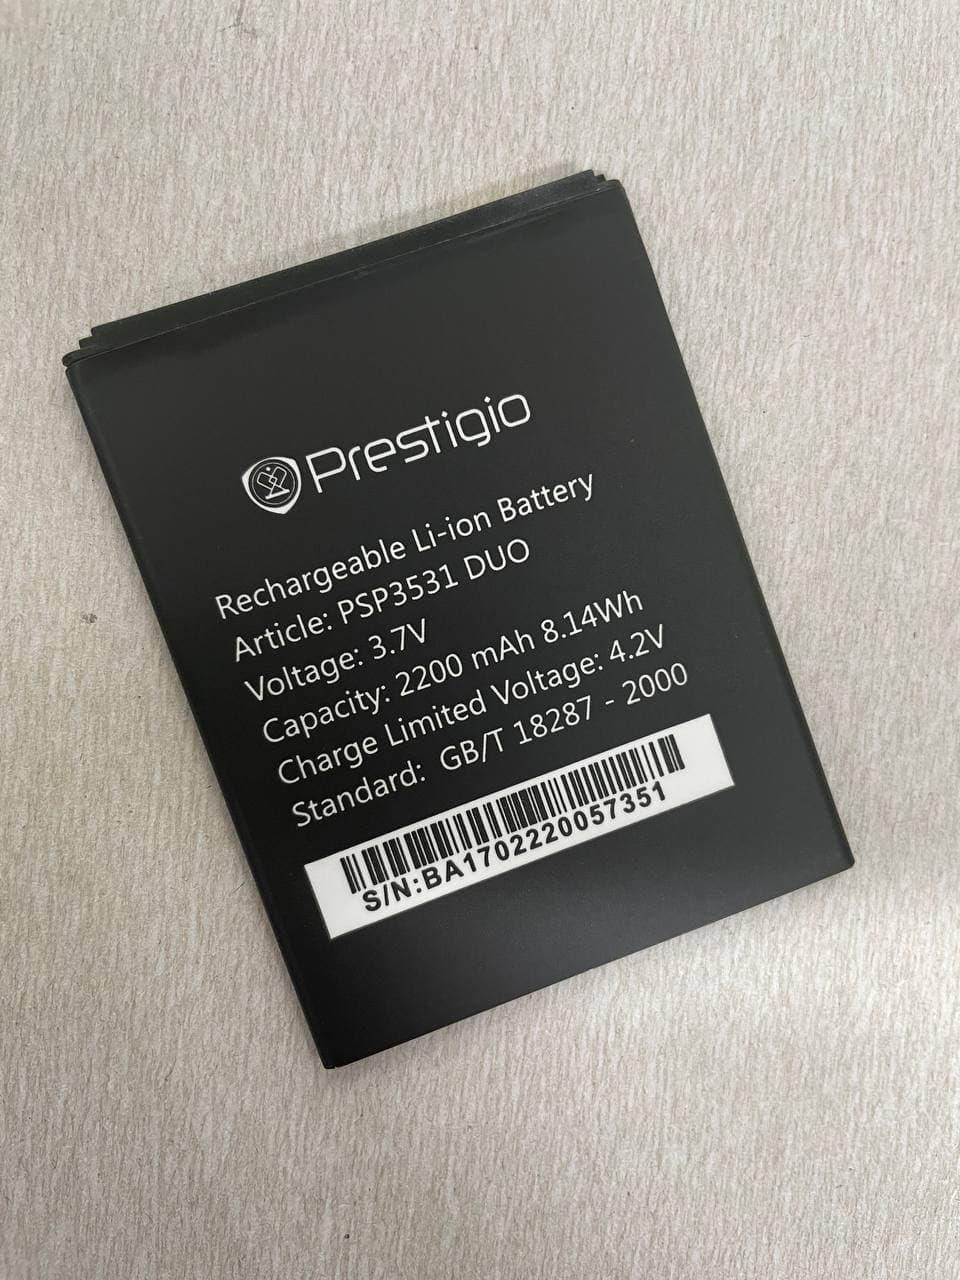 Prestigio
Rechargeable Li-ion Battery
Article: PSP3531 DUO
Voltage: 3.7V
Capacity: 2200 mAh 8.14Wh
Charge Limited Voltage: 4.2V
Standard: GB/T 18287 - 2000
S/N:BA1702220057351